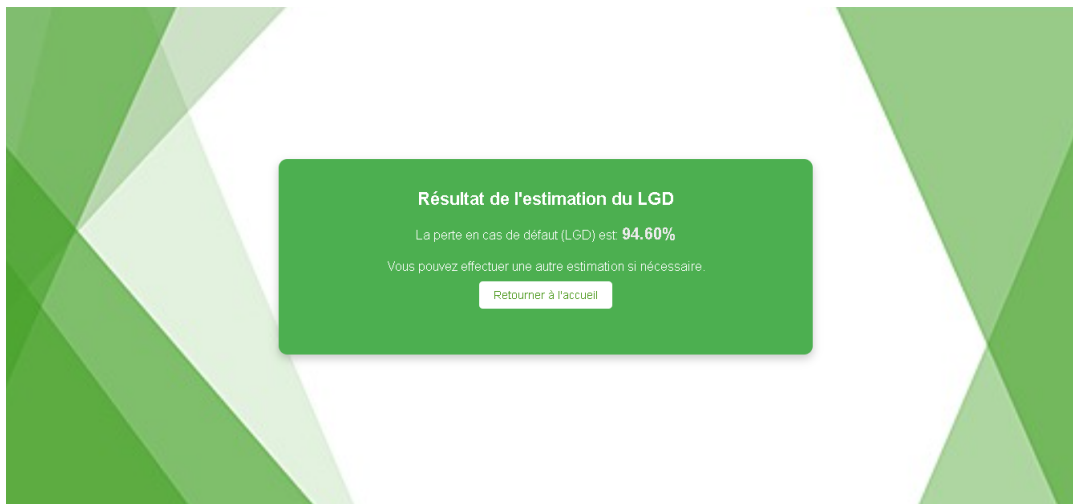 Résultat de l'estimation du LGD
La perte en cas de défaut (LGD) est: 94.60%
Vous pouvez effectuer une autre estimation si nécessaire.
Retourner à l'accueil